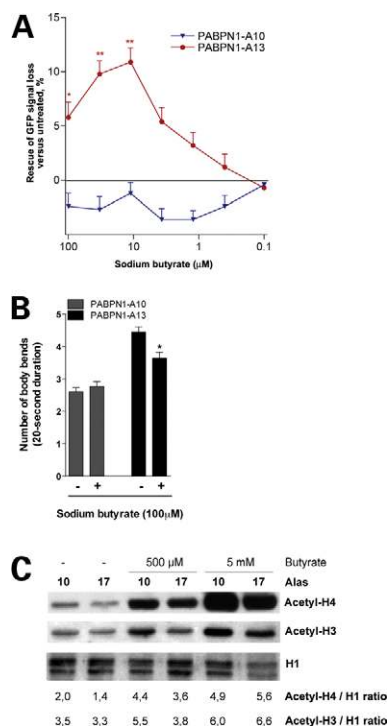 A
PABPN1-A10
PABPN1-A13
Rescue of GFP signal loss
versus untreated, %
15
10
5
0
* ** **
100 10 1 0.1
Sodium butyrate (µM)
B
PABPN1-A10
PABPN1-A13
Number of body bends
(20-second duration)
5
4
3
2
1
0
*
- + - +
Sodium butyrate (100µM)
C
- - 500 µM 5 mM Butyrate
10 17 10 17 10 17 Alas
Acetyl-H4
Acetyl-H3
H1
2,0 1,4 4,4 3,6 4,9 5,6 Acetyl-H4 / H1 ratio
3,5 3,3 5,5 3,8 6,0 6,6 Acetyl-H3 / H1 ratio